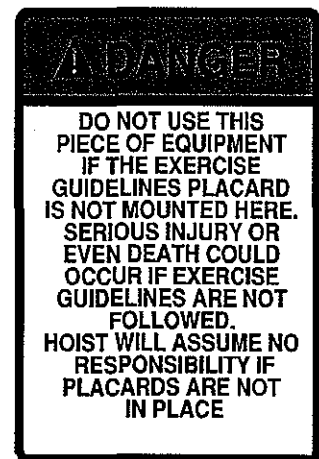 ⚠ DANGER
DO NOT USE THIS
PIECE OF EQUIPMENT
IF THE EXERCISE
GUIDELINES PLACARD
IS NOT MOUNTED HERE.
SERIOUS INJURY OR
EVEN DEATH COULD
OCCUR IF EXERCISE
GUIDELINES ARE NOT
FOLLOWED.
HOIST WILL ASSUME NO
RESPONSIBILITY IF
PLACARDS ARE NOT
IN PLACE